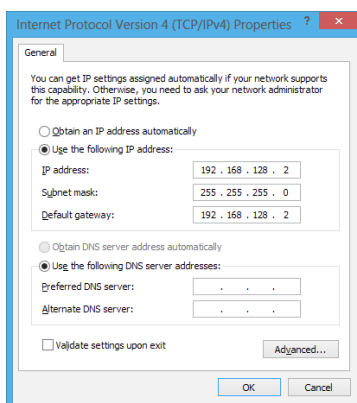 Internet Protocol Version 4 (TCP/IPv4) Properties ? ×
General
You can get IP settings assigned automatically if your network supports
this capability. Otherwise, you need to ask your network administrator
for the appropriate IP settings.
Obtain an IP address automatically
Use the following IP address:
IP address: 192 . 168 . 128 . 2
Subnet mask: 255 . 255 . 255 . 0
Default gateway: 192 . 168 . 128 . 2
Obtain DNS server address automatically
Use the following DNS server addresses:
Preferred DNS server: . . .
Alternate DNS server: . . .
Validate settings upon exit
Advanced...
OK Cancel